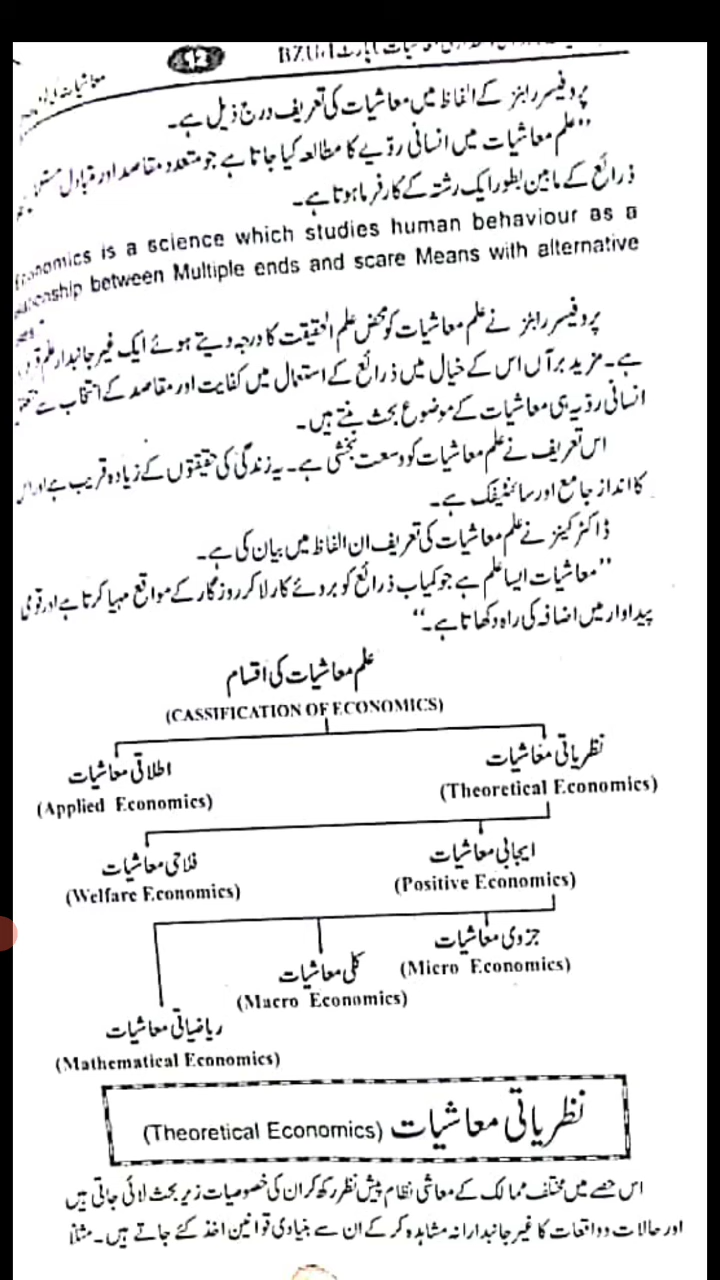 92
پروفیسر رابنز کے الفاظ میں معاشیات کی تعریف درج ذیل ہے۔
"علم معاشیات میں انسانی رویّے کا مطالعہ کیا جاتا ہے جو متعدد مقاصد اور متبادل
ذرائع کے مابین بطور ایک رشتہ کے کار فرما ہوتا ہے۔
Economics is a science which studies human behaviour as a
between Multiple ends and scare Means with alternative
پروفیسر رابنز نے علم معاشیات کو محض علم الحقیقت کا درجہ دیتے ہوئے ایک غیر جانبدار علم
ہے۔ مزید برآں اس کے خیال میں ذرائع کے استعمال میں کفایت اور مقاصد کے انتخاب سے
انسانی رویہ ہی معاشیات کے موضوع بحث بنتے ہیں۔
اس تعریف نے علم معاشیات کو وسعت بخشی ہے۔ یہ زندگی کی حقیقتوں کے زیادہ قریب ہے اور اس
کا انداز جامع اور سائنٹیفک ہے۔
ڈاکٹر کینز نے علم معاشیات کی تعریف ان الفاظ میں بیان کی ہے۔
"معاشیات ایسا علم ہے جو کمیاب ذرائع کو بروئے کار لا کر روزگار کے مواقع مہیا کرتا ہے اور قومی
پیداوار میں اضافہ کی راہ دکھاتا ہے۔"
علم معاشیات کی اقسام
(CASSIFICATION OF ECONOMICS)
نظریاتی معاشیات اطلاقی معاشیات
(Theoretical Economics) (Applied Economics)
ایجابی معاشیات فلاحی معاشیات
(Positive Economics) (Welfare Economics)
جزوی معاشیات
(Micro Economics)
کلی معاشیات
(Macro Economics)
ریاضیاتی معاشیات
(Mathematical Economics)
نظریاتی معاشیات (Theoretical Economics)
اس حصے میں مختلف ممالک کے معاشی نظام پیش نظر رکھ کر ان کی خصوصیات زیر بحث لائی جاتی ہیں
اور حالات و واقعات کا غیر جانبدارانہ مشاہدہ کر کے ان سے بنیادی قوانین اخذ کئے جاتے ہیں۔ مثلاً